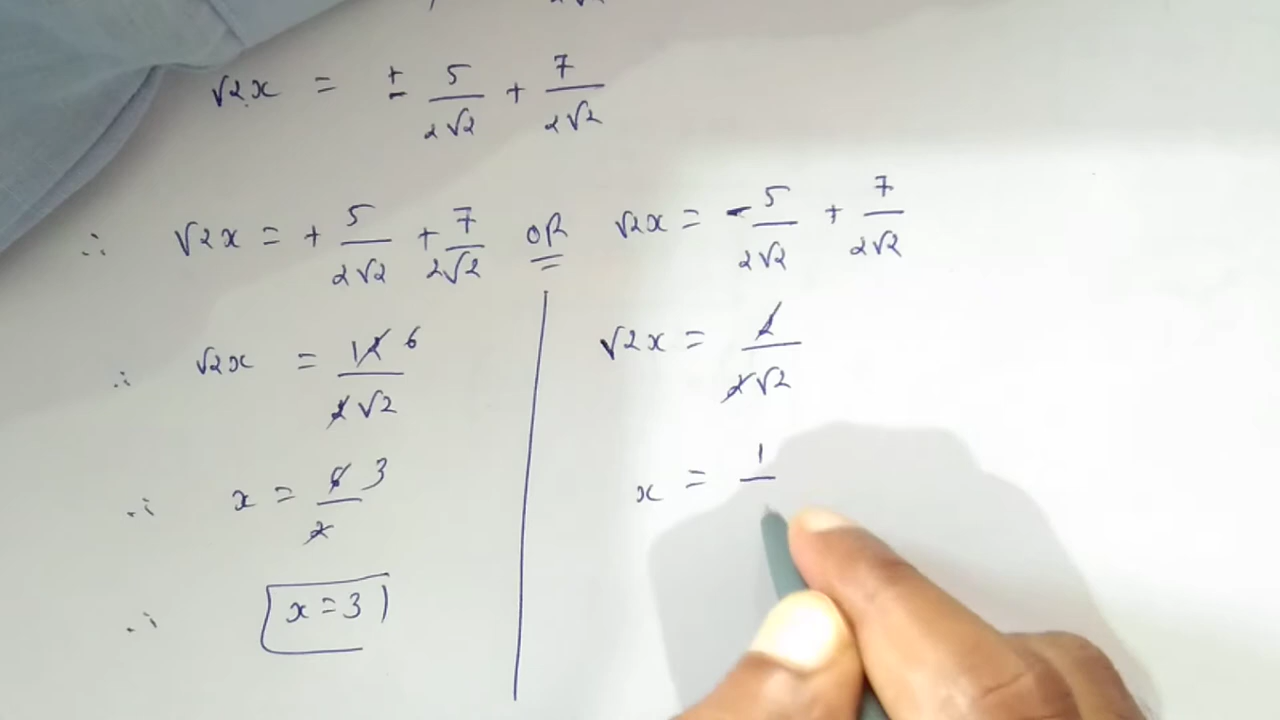 √2x = ± 5/2√2 + 7/2√2
∴ √2x = + 5/2√2 + 7/2√2 OR √2x = - 5/2√2 + 7/2√2
∴ √2x = 12/2√2 6 √2x = 2/2√2
∴ x = 6/2 3 x = 1/
∴ x = 3